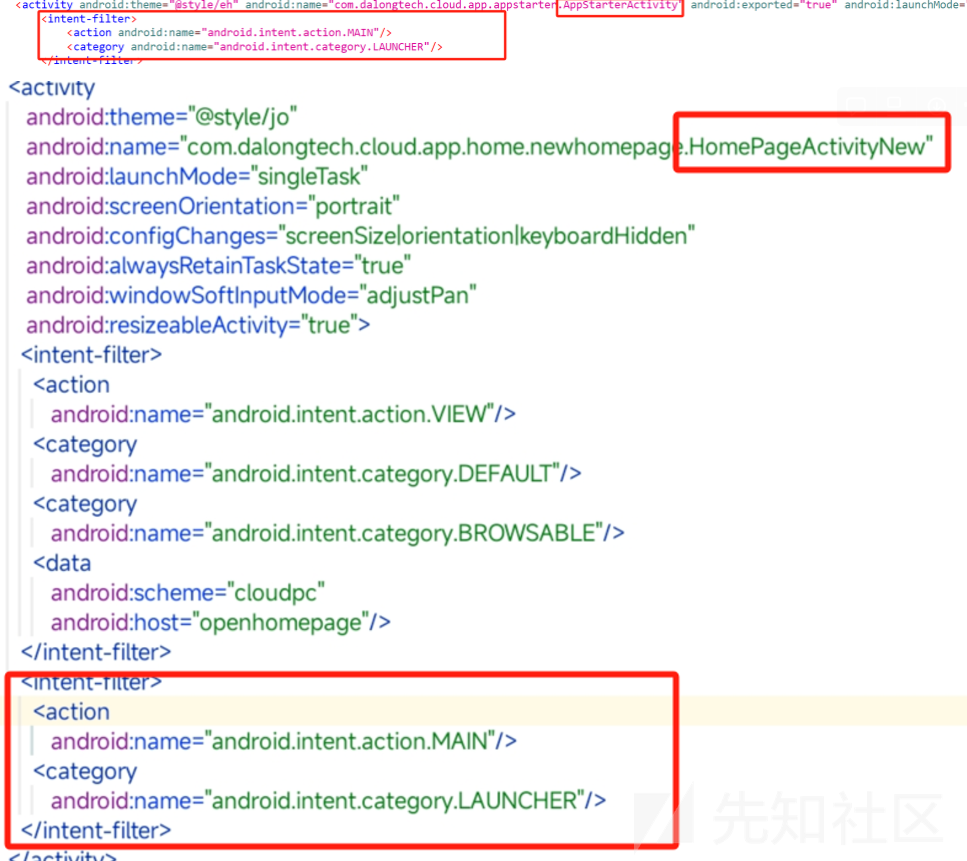 <activity android:theme="@style/eh" android:name="com.dalongtech.cloud.app.appstarter.AppStarterActivity" android:exported="true" android:launchMode=
<intent-filter>
<action android:name="android.intent.action.MAIN"/>
<category android:name="android.intent.category.LAUNCHER"/>
</intent-filter>
<activity
android:theme="@style/jo"
android:name="com.dalongtech.cloud.app.home.newhomepage.HomePageActivityNew"
android:launchMode="singleTask"
android:screenOrientation="portrait"
android:configChanges="screenSize|orientation|keyboardHidden"
android:alwaysRetainTaskState="true"
android:windowSoftInputMode="adjustPan"
android:resizeableActivity="true">
<intent-filter>
<action
android:name="android.intent.action.VIEW"/>
<category
android:name="android.intent.category.DEFAULT"/>
<category
android:name="android.intent.category.BROWSABLE"/>
<data
android:scheme="cloudpc"
android:host="openhomepage"/>
</intent-filter>
<intent-filter>
<action
android:name="android.intent.action.MAIN"/>
<category
android:name="android.intent.category.LAUNCHER"/>
</intent-filter>
</activity>
先知社区